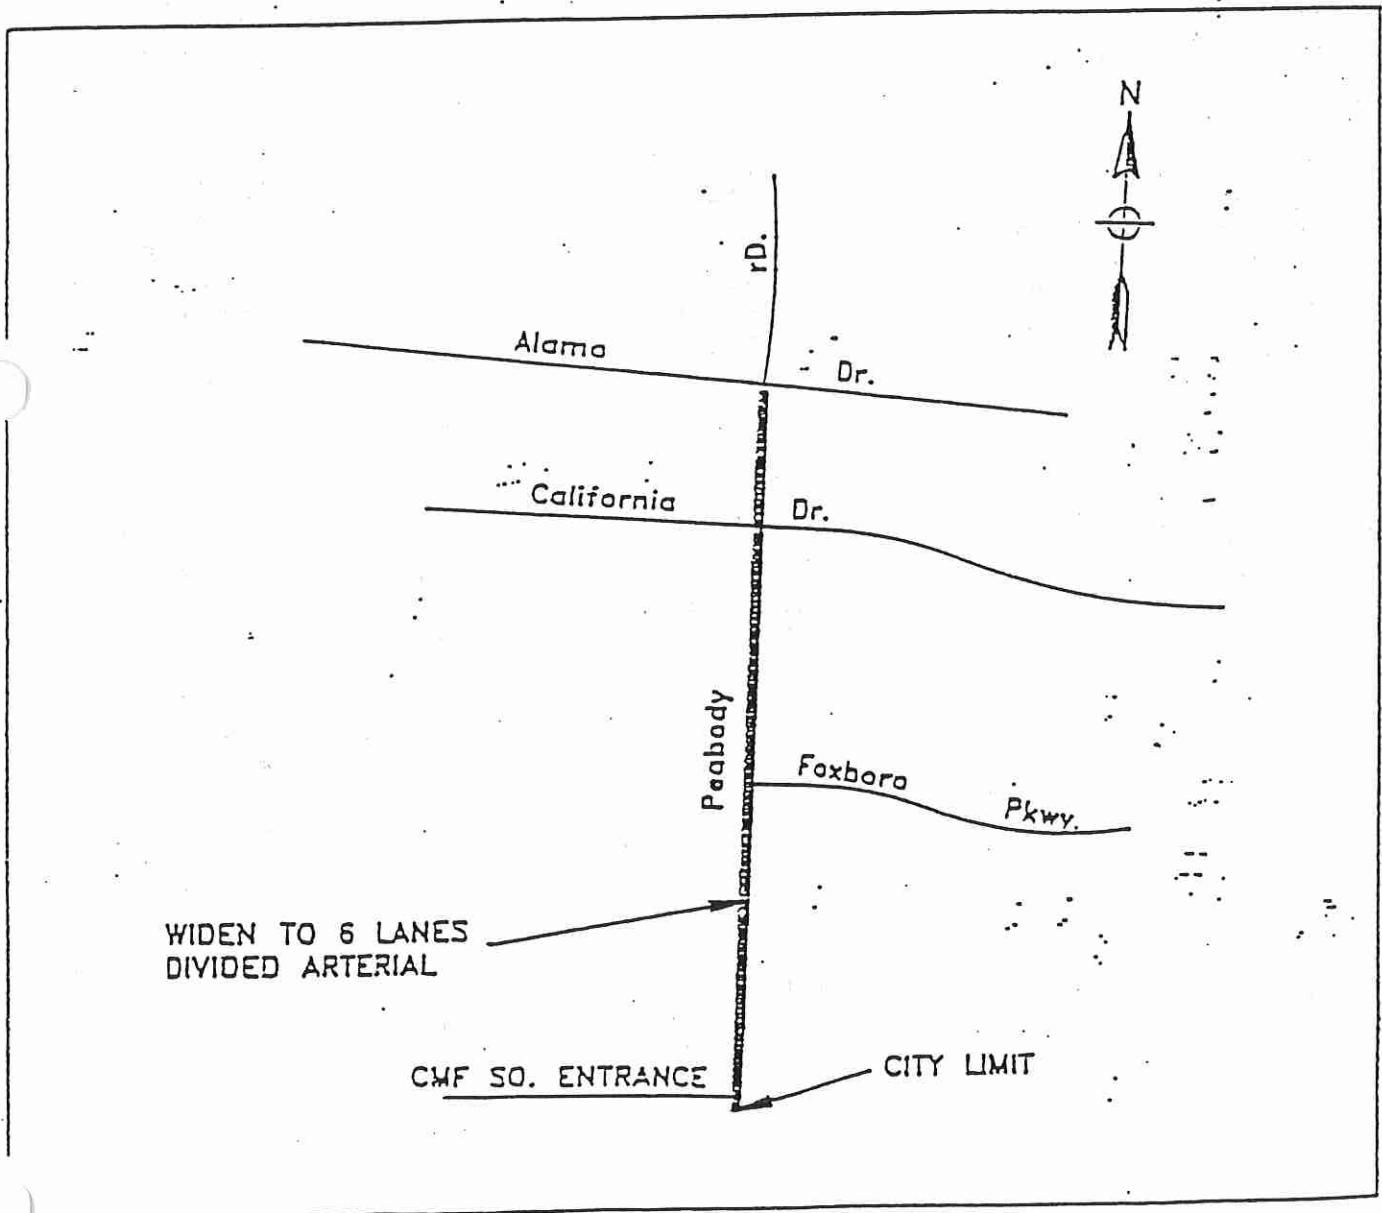 N
rD.
Alamo
Dr.
California
Dr.
Peabody
Foxboro
Pkwy.
WIDEN TO 6 LANES
DIVIDED ARTERIAL
CMF SO. ENTRANCE
CITY LIMIT